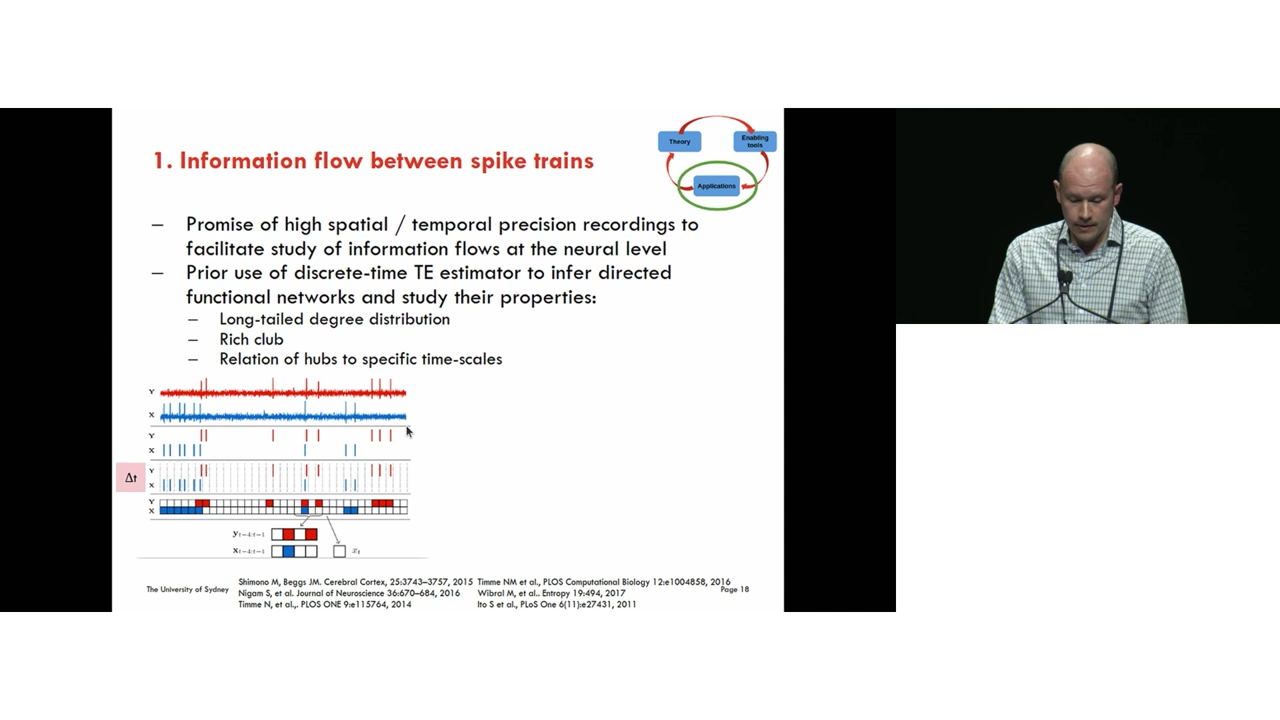 1. Information flow between spike trains
Theory
Enabling
tools
Applications
– Promise of high spatial / temporal precision recordings to
facilitate study of information flows at the neural level
– Prior use of discrete-time TE estimator to infer directed
functional networks and study their properties:
– Long-tailed degree distribution
– Rich club
– Relation of hubs to specific time-scales
Y
X
Y
X
Δt
Y
X
Y
X
y t−4:t−1
x t−4:t−1
x t
The University of Sydney
Shimono M, Beggs JM. Cerebral Cortex, 25:3743–3757, 2015
Nigam S, et al. Journal of Neuroscience 36:670–684, 2016
Timme N, et al,. PLOS ONE 9:e115764, 2014
Timme NM et al., PLOS Computational Biology 12:e1004858, 2016
Wibral M, et al.. Entropy 19:494, 2017
Ito S et al., PLoS One 6(11):e27431, 2011
Page 18